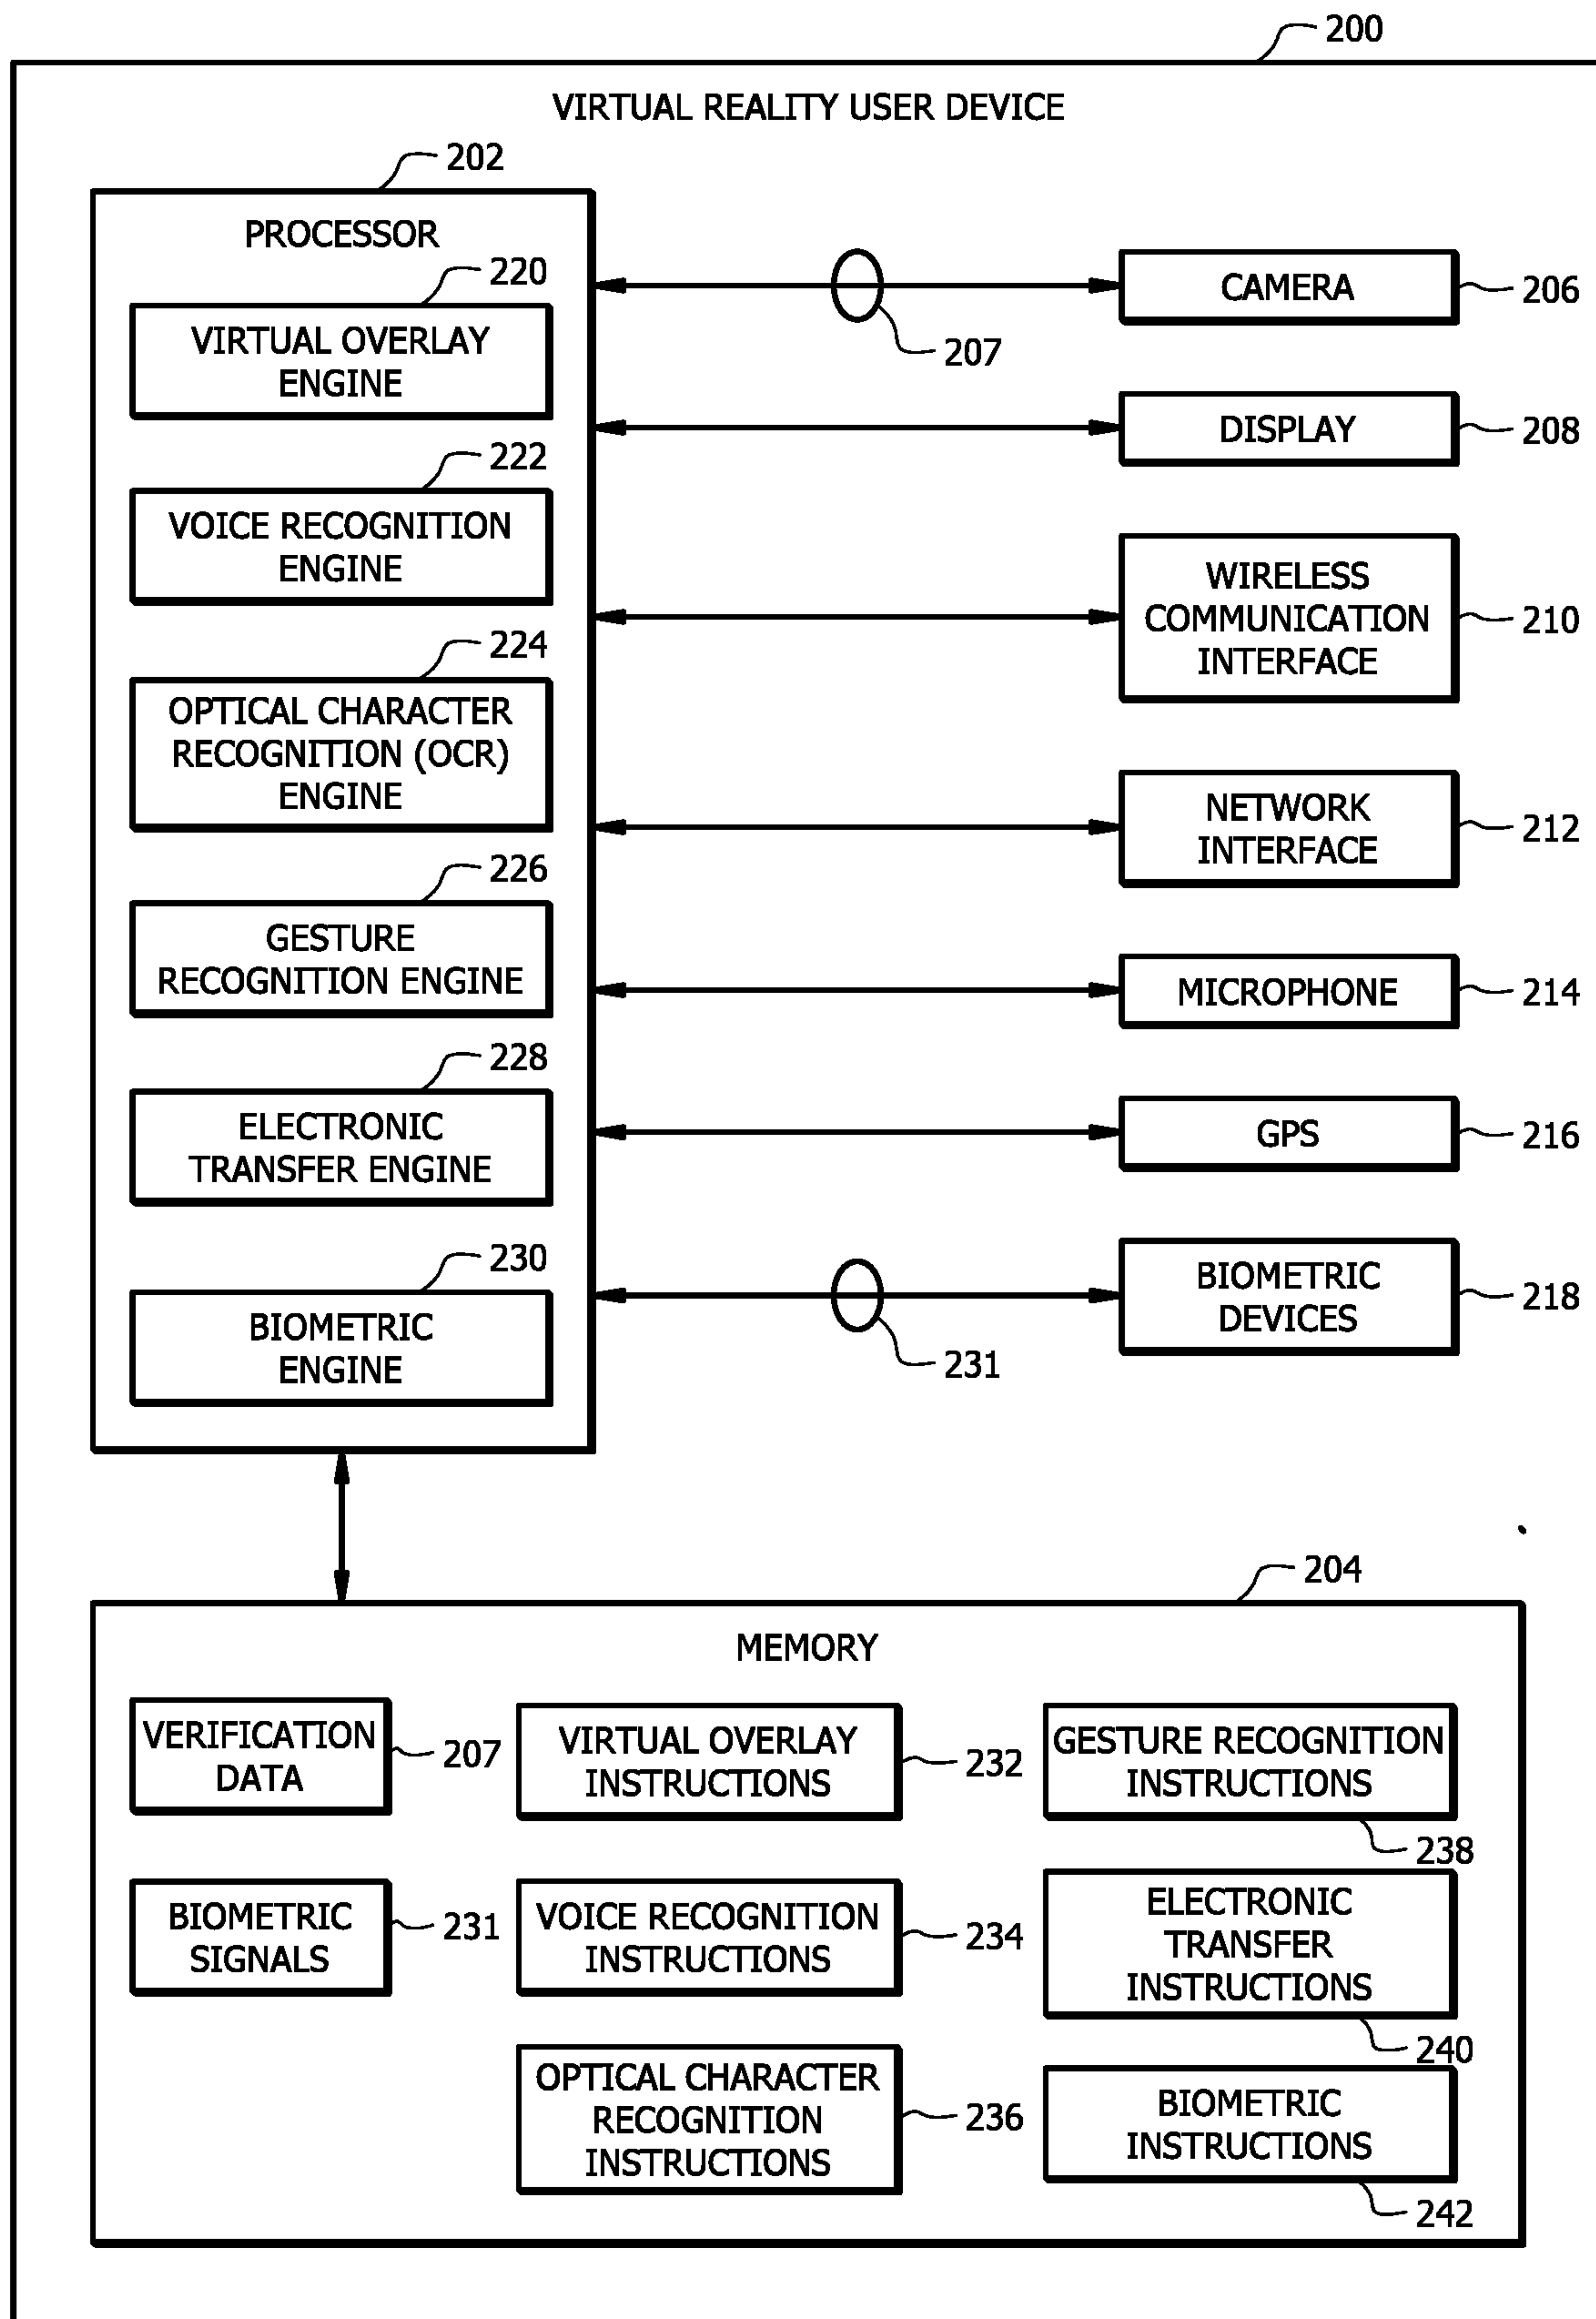 200
VIRTUAL REALITY USER DEVICE
202
PROCESSOR
220
VIRTUAL OVERLAY
ENGINE
222
VOICE RECOGNITION
ENGINE
224
OPTICAL CHARACTER
RECOGNITION (OCR)
ENGINE
226
GESTURE
RECOGNITION ENGINE
228
ELECTRONIC
TRANSFER ENGINE
230
BIOMETRIC
ENGINE
207
CAMERA
206
DISPLAY
208
WIRELESS
COMMUNICATION
INTERFACE
210
NETWORK
INTERFACE
212
MICROPHONE
214
GPS
216
BIOMETRIC
DEVICES
218
231
204
MEMORY
VERIFICATION
DATA
207
BIOMETRIC
SIGNALS
231
VIRTUAL OVERLAY
INSTRUCTIONS
232
VOICE RECOGNITION
INSTRUCTIONS
234
OPTICAL CHARACTER
RECOGNITION
INSTRUCTIONS
236
GESTURE RECOGNITION
INSTRUCTIONS
238
ELECTRONIC
TRANSFER
INSTRUCTIONS
240
BIOMETRIC
INSTRUCTIONS
242